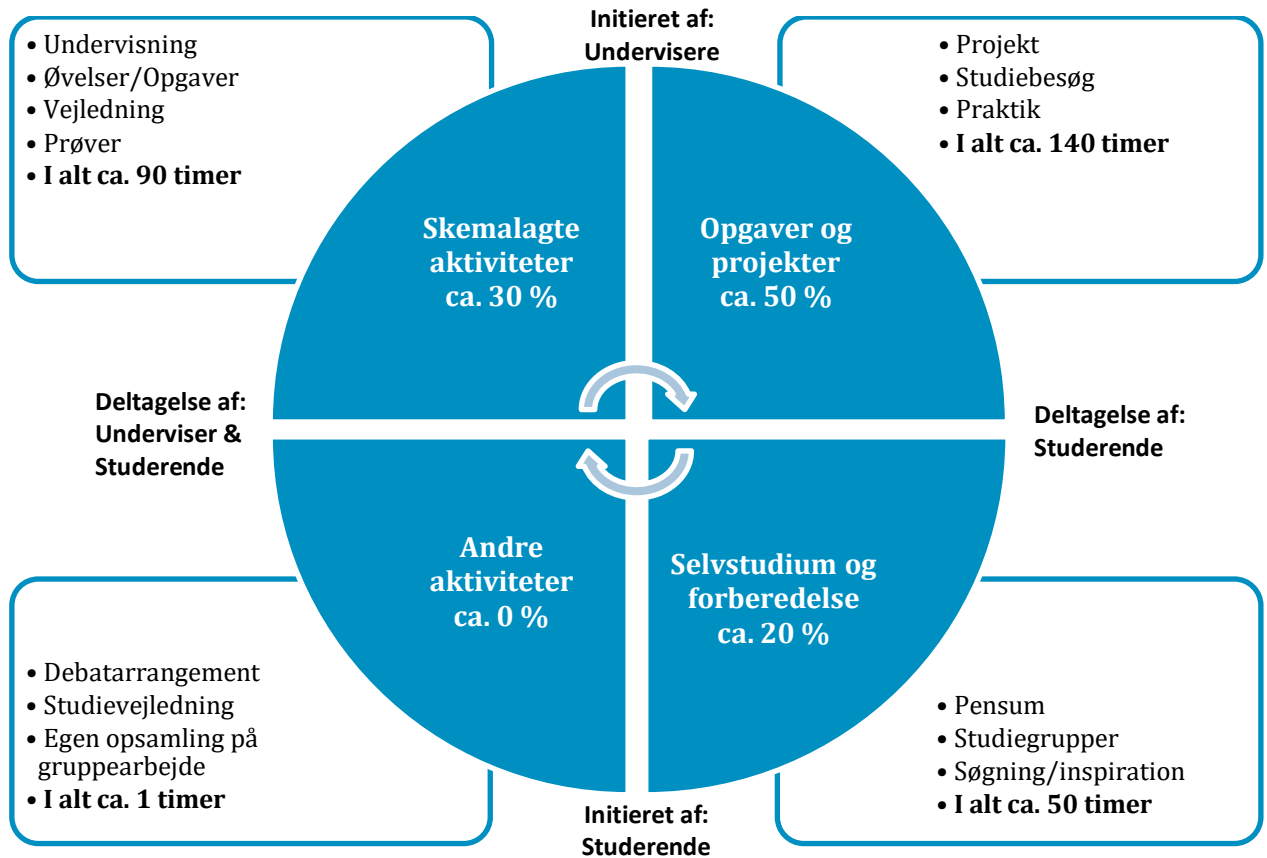 Initieret af:
Undervisere
• Undervisning
• Øvelser/Opgaver
• Vejledning
• Prøver
• I alt ca. 90 timer
• Projekt
• Studiebesøg
• Praktik
• I alt ca. 140 timer
Skemalagte
aktiviteter
ca. 30 %
Opgaver og
projekter
ca. 50 %
Deltagelse af:
Underviser &
Studerende
Deltagelse af:
Studerende
Andre
aktiviteter
ca. 0 %
Selvstudium og
forberedelse
ca. 20 %
• Debatarrangement
• Studievejledning
• Egen opsamling på
gruppearbejde
• I alt ca. 1 timer
• Pensum
• Studiegrupper
• Søgning/inspiration
• I alt ca. 50 timer
Initieret af:
Studerende